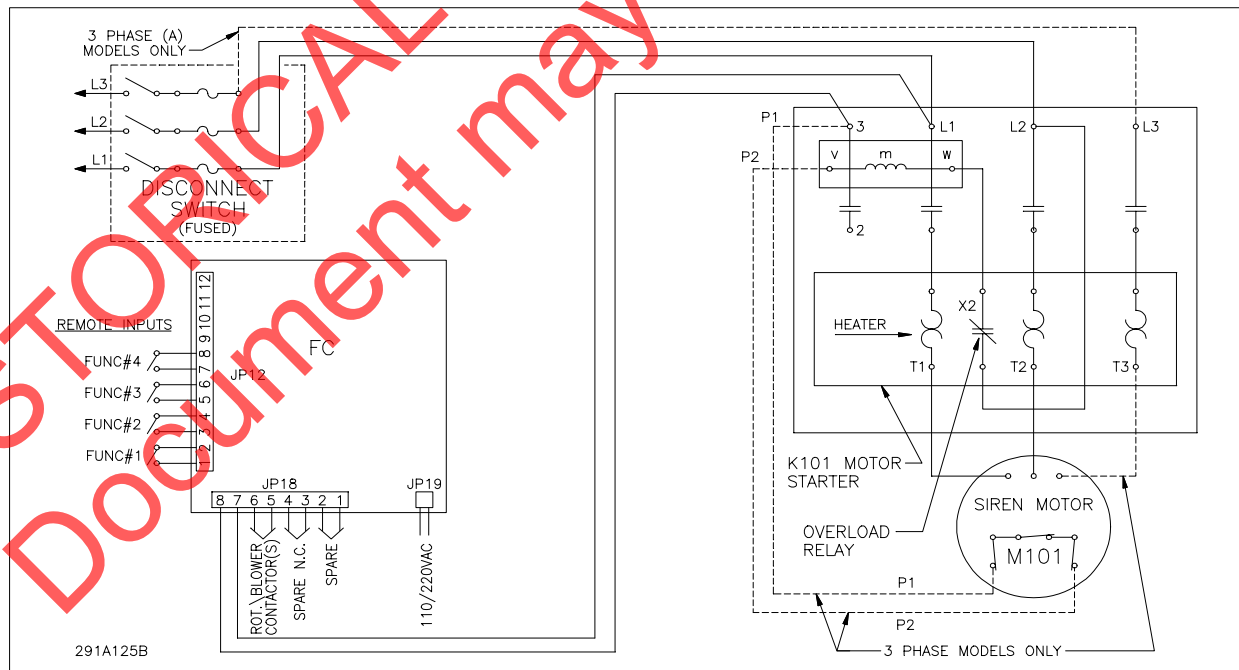 3 PHASE (A)
MODELS ONLY
L3
L2
L1
DISCONNECT
SWITCH
(FUSED)
P1
3
L1
L2
L3
P2
V
m
W
2
HEATER
X2
T1
T2
T3
K101 MOTOR
STARTER
OVERLOAD
RELAY
SIREN MOTOR
M101
P1
P2
3 PHASE MODELS ONLY
REMOTE INPUTS
FUNC#4
FUNC#3
FUNC#2
FUNC#1
12
11
10
9
8
7
6
5
4
3
2
1
FC
JP12
JP18
JP19
8 7 6 5 4 3 2 1
ROT.\BLOWER
CONTACTOR(S)
SPARE N.C.
SPARE
110/220VAC
291A125B
STORICAL
Document may